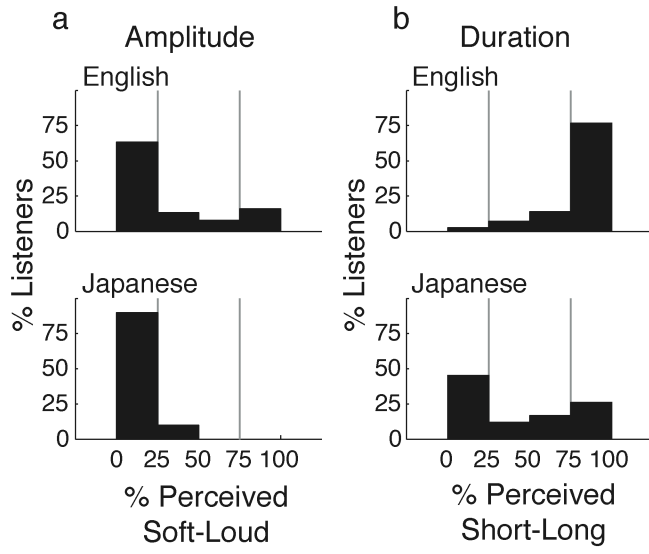 a
Amplitude
English
75
50
25
0
% Listeners
Japanese
75
50
25
0
0 25 50 75 100
% Perceived
Soft-Loud
b
Duration
English
75
50
25
0
% Listeners
Japanese
75
50
25
0
0 25 50 75 100
% Perceived
Short-Long